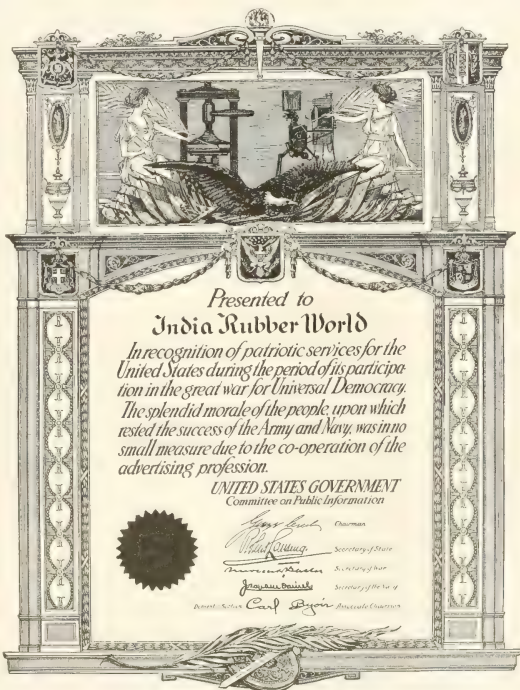 Presented to
India Rubber World
In recognition of patriotic services for the
United States during the period of its participa-
tion in the great war for Universal Democracy.
The splendid morale of the people, upon which
rested the success of the Army and Navy, was in no
small measure due to the co-operation of the
advertising profession.
UNITED STATES GOVERNMENT
Committee on Public Information
Chairman
Robert Lansing Secretary of State
Secretary of War
Josephus Daniels Secretary of the Navy
Carl Byoir Associate Chairman